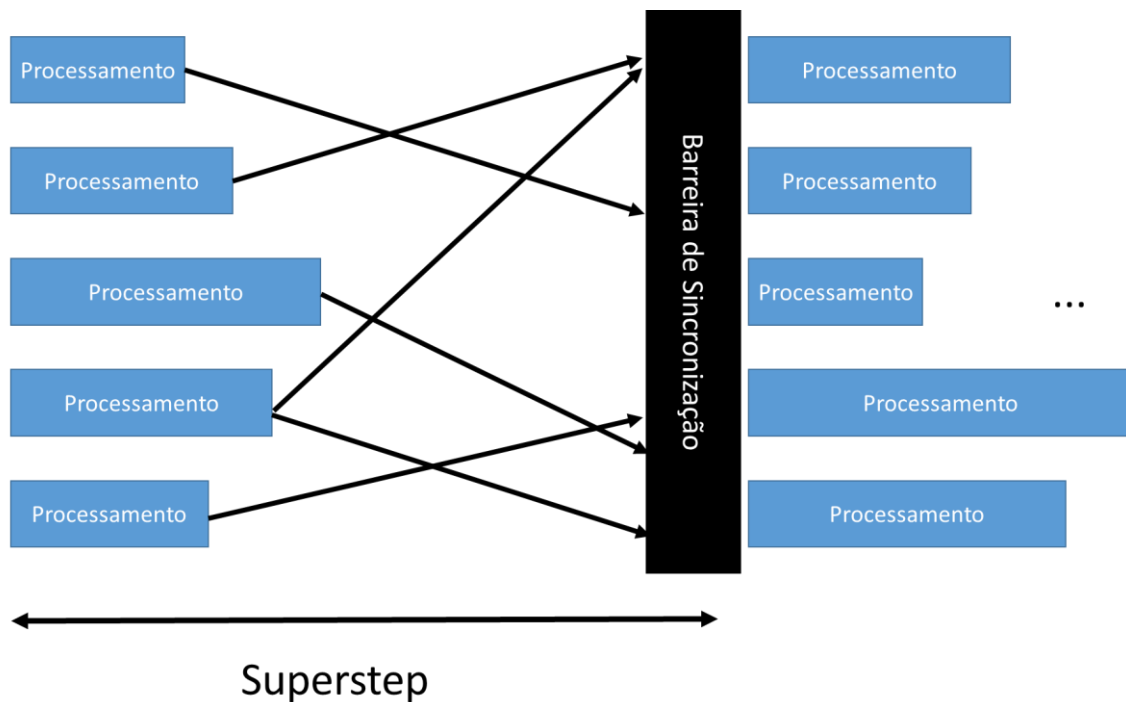 Processamento
Processamento
Processamento
Processamento
Processamento
Barreira de Sincronização
Processamento
Processamento
Processamento
...
Processamento
Processamento
Superstep